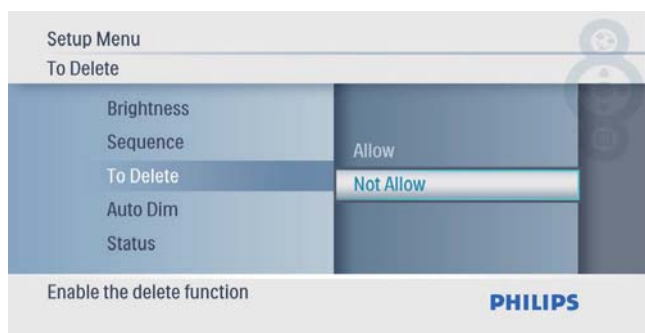 Setup Menu
To Delete
Brightness
Sequence
To Delete
Auto Dim
Status
Allow
Not Allow
Enable the delete function
PHILIPS